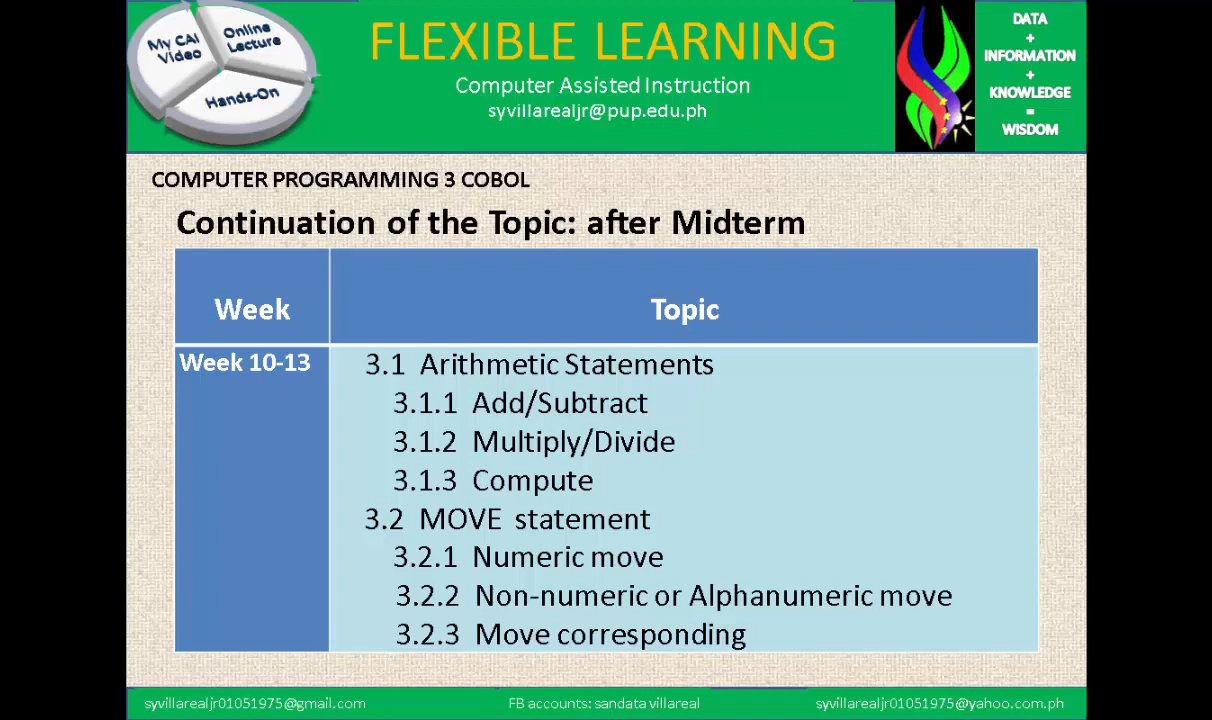 My CAI
Video
Online
Lecture
Hands-On
FLEXIBLE LEARNING
Computer Assisted Instruction
syvillarealjr@pup.edu.ph
DATA
+
INFORMATION
+
KNOWLEDGE
=
WISDOM
COMPUTER PROGRAMMING 3 COBOL
Continuation of the Topic: after Midterm
Week Topic
Week 10-13 3.1 Arithmetic Statements
3.1.1 Add/Subtract
3.1.2 Multiply/Divide
3.1.3 Compute
3.2 MOVE statement
3.2.1 Numeric move
3.2.2 Non-numeric or Alphanumeric move
3.2.3 Move corresponding
syvillarealjr01051975@gmail.com FB accounts: sandata villareal syvillarealjr01051975@yahoo.com.ph